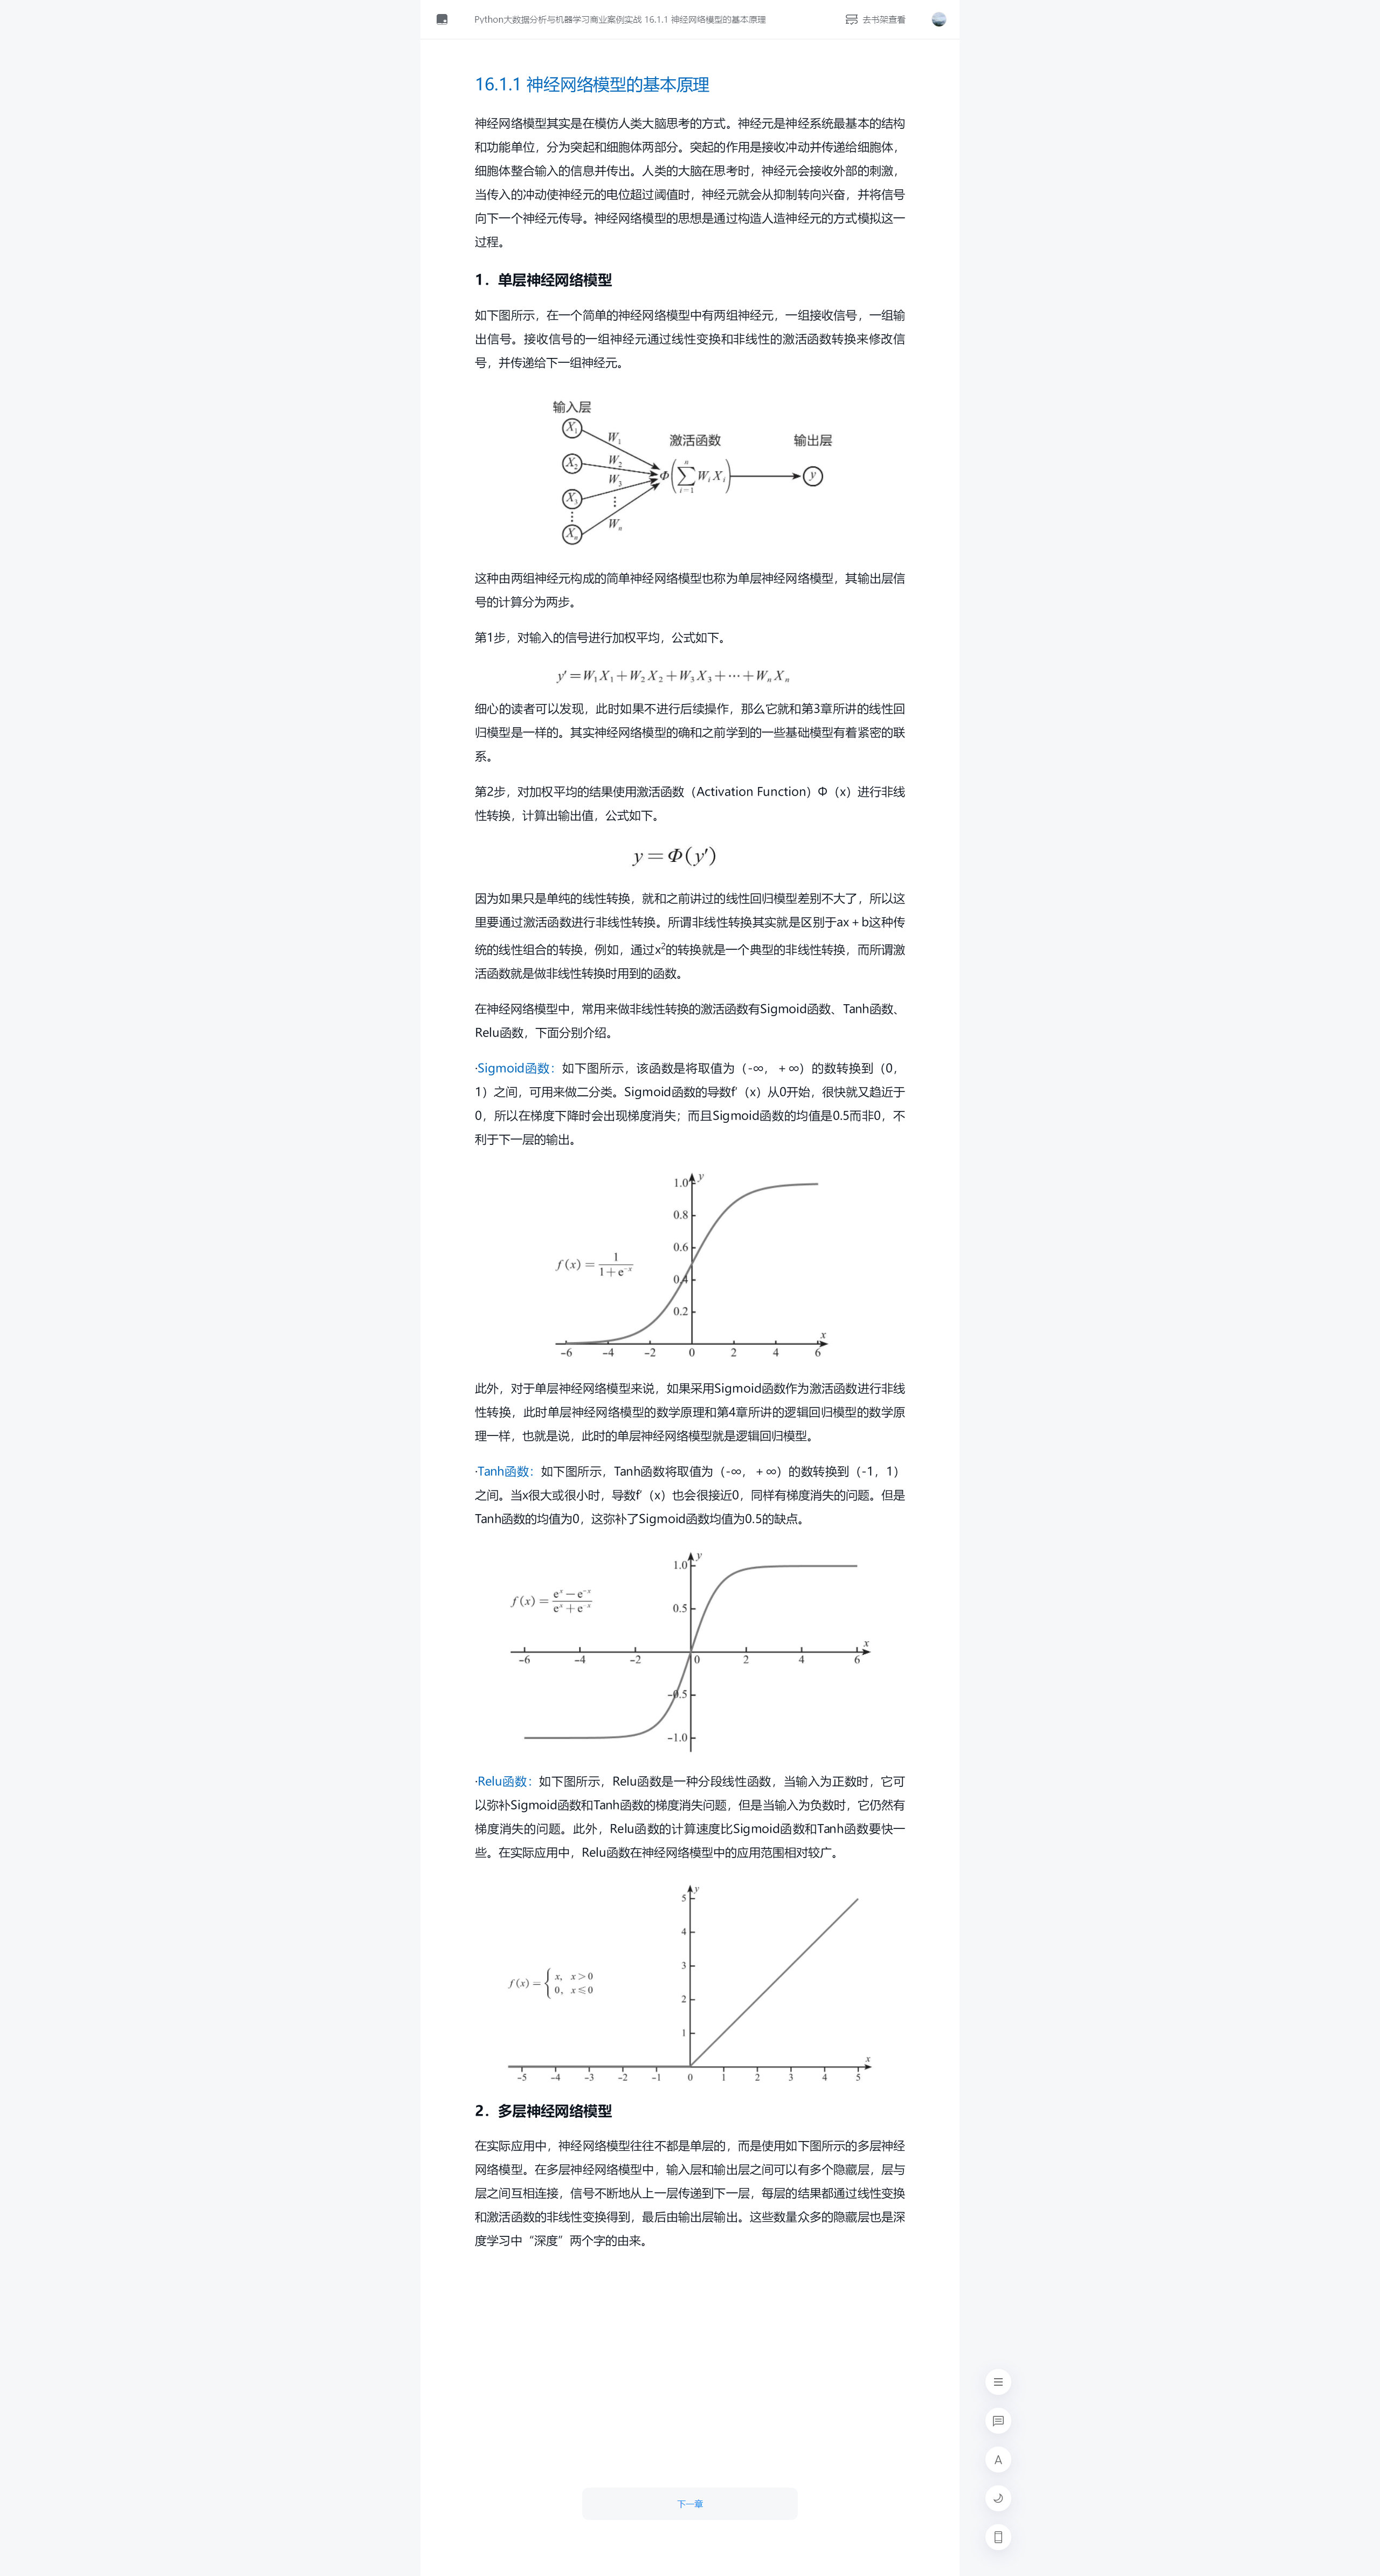 Python大数据分析与机器学习商业案例实战 16.1.1 神经网络模型的基本原理
去书架查看
16.1.1 神经网络模型的基本原理
神经网络模型其实是在模仿人类大脑思考的方式。神经元是神经系统最基本的结构
和功能单位，分为突起和细胞体两部分。突起的作用是接收冲动并传递给细胞体，
细胞体整合输入的信息并传出。人类的大脑在思考时，神经元会接收外部的刺激，
当传入的冲动使神经元的电位超过阈值时，神经元就会从抑制转向兴奋，并将信号
向下一个神经元传导。神经网络模型的思想是通过构造人造神经元的方式模拟这一
过程。
1．单层神经网络模型
如下图所示，在一个简单的神经网络模型中有两组神经元，一组接收信号，一组输
出信号。接收信号的一组神经元通过线性变换和非线性的激活函数转换来修改信
号，并传递给下一组神经元。
输入层
激活函数
输出层
X₁
X₂
X₃
⋮
Xₙ
W₁
W₂
W₃
⋮
Wₙ
Φ(∑ⁿᵢ₌₁ WᵢXᵢ)
y
这种由两组神经元构成的简单神经网络模型也称为单层神经网络模型，其输出层信
号的计算分为两步。
第1步，对输入的信号进行加权平均，公式如下。
y′＝W₁X₁＋W₂X₂＋W₃X₃＋⋯＋WₙXₙ
细心的读者可以发现，此时如果不进行后续操作，那么它就和第3章所讲的线性回
归模型是一样的。其实神经网络模型的确和之前学到的一些基础模型有着紧密的联
系。
第2步，对加权平均的结果使用激活函数（Activation Function）Φ（x）进行非线
性转换，计算出输出值，公式如下。
y＝Φ(y′)
因为如果只是单纯的线性转换，就和之前讲过的线性回归模型差别不大了，所以这
里要通过激活函数进行非线性转换。所谓非线性转换其实就是区别于ax＋b这种传
统的线性组合的转换，例如，通过x²的转换就是一个典型的非线性转换，而所谓激
活函数就是做非线性转换时用到的函数。
在神经网络模型中，常用来做非线性转换的激活函数有Sigmoid函数、Tanh函数、
Relu函数，下面分别介绍。
·Sigmoid函数：如下图所示，该函数是将取值为（-∞，＋∞）的数转换到（0，
1）之间，可用来做二分类。Sigmoid函数的导数f′（x）从0开始，很快就又趋近于
0，所以在梯度下降时会出现梯度消失；而且Sigmoid函数的均值是0.5而非0，不
利于下一层的输出。
y
1.0
0.8
0.6
0.4
0.2
f(x)＝1/(1＋e⁻ˣ)
x
-6 -4 -2 0 2 4 6
此外，对于单层神经网络模型来说，如果采用Sigmoid函数作为激活函数进行非线
性转换，此时单层神经网络模型的数学原理和第4章所讲的逻辑回归模型的数学原
理一样，也就是说，此时的单层神经网络模型就是逻辑回归模型。
·Tanh函数：如下图所示，Tanh函数将取值为（-∞，＋∞）的数转换到（-1，1）
之间。当x很大或很小时，导数f′（x）也会很接近0，同样有梯度消失的问题。但是
Tanh函数的均值为0，这弥补了Sigmoid函数均值为0.5的缺点。
y
1.0
0.5
f(x)＝(eˣ－e⁻ˣ)/(eˣ＋e⁻ˣ)
x
-6 -4 -2 0 2 4 6
-0.5
-1.0
·Relu函数：如下图所示，Relu函数是一种分段线性函数，当输入为正数时，它可
以弥补Sigmoid函数和Tanh函数的梯度消失问题，但是当输入为负数时，它仍然有
梯度消失的问题。此外，Relu函数的计算速度比Sigmoid函数和Tanh函数要快一
些。在实际应用中，Relu函数在神经网络模型中的应用范围相对较广。
y
5
4
3
2
1
f(x)＝{x, x＞0
0, x⩽0
x
-5 -4 -3 -2 -1 0 1 2 3 4 5
2．多层神经网络模型
在实际应用中，神经网络模型往往不都是单层的，而是使用如下图所示的多层神经
网络模型。在多层神经网络模型中，输入层和输出层之间可以有多个隐藏层，层与
层之间互相连接，信号不断地从上一层传递到下一层，每层的结果都通过线性变换
和激活函数的非线性变换得到，最后由输出层输出。这些数量众多的隐藏层也是深
度学习中“深度”两个字的由来。
A
下一章